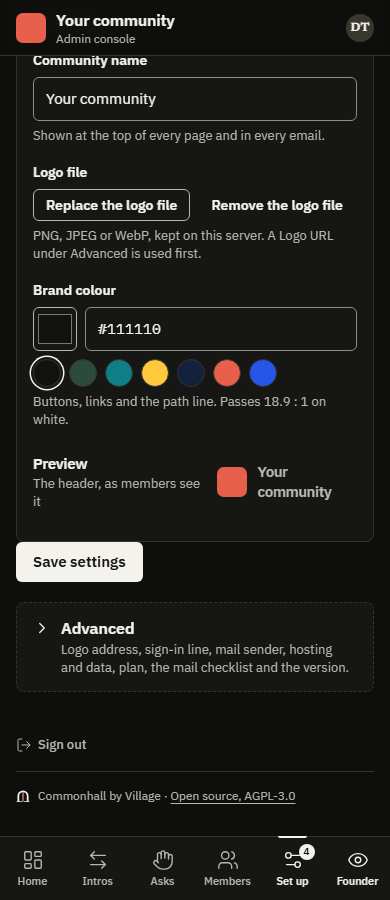 Your community
Admin console
DT
Community name
Your community
Shown at the top of every page and in every email.
Logo file
Replace the logo file
Remove the logo file
PNG, JPEG or WebP, kept on this server. A Logo URL
under Advanced is used first.
Brand colour
#111110
Buttons, links and the path line. Passes 18.9 : 1 on
white.
Preview
The header, as members see
it
Your
community
Save settings
Advanced
Logo address, sign-in line, mail sender, hosting
and data, plan, the mail checklist and the version.
Sign out
Commonhall by Village · Open source, AGPL-3.0
4
Home
Intros
Asks
Members
Set up
Founder